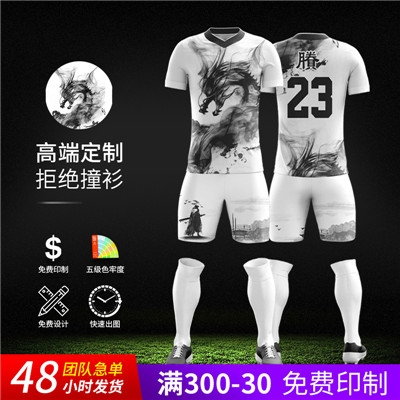 高端定制
拒绝撞衫
$
免费印制
五级色牢度
免费设计
快速出图
騰
23
48 团队急单
小时发货
满300-30 免费印制